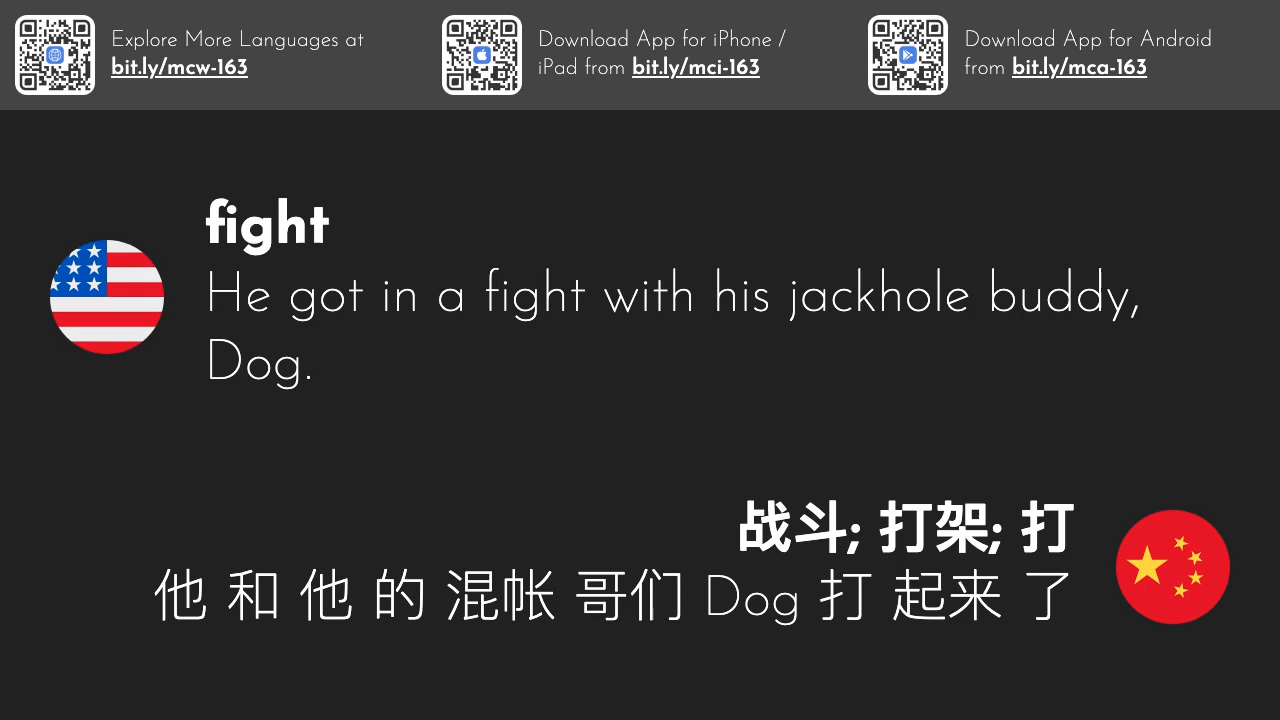 Explore More Languages at
bit.ly/mcw-163
Download App for iPhone /
iPad from bit.ly/mci-163
Download App for Android
from bit.ly/mca-163
fight
He got in a fight with his jackhole buddy,
Dog.
战斗; 打架; 打
他 和 他 的 混帐 哥们 Dog 打 起来 了